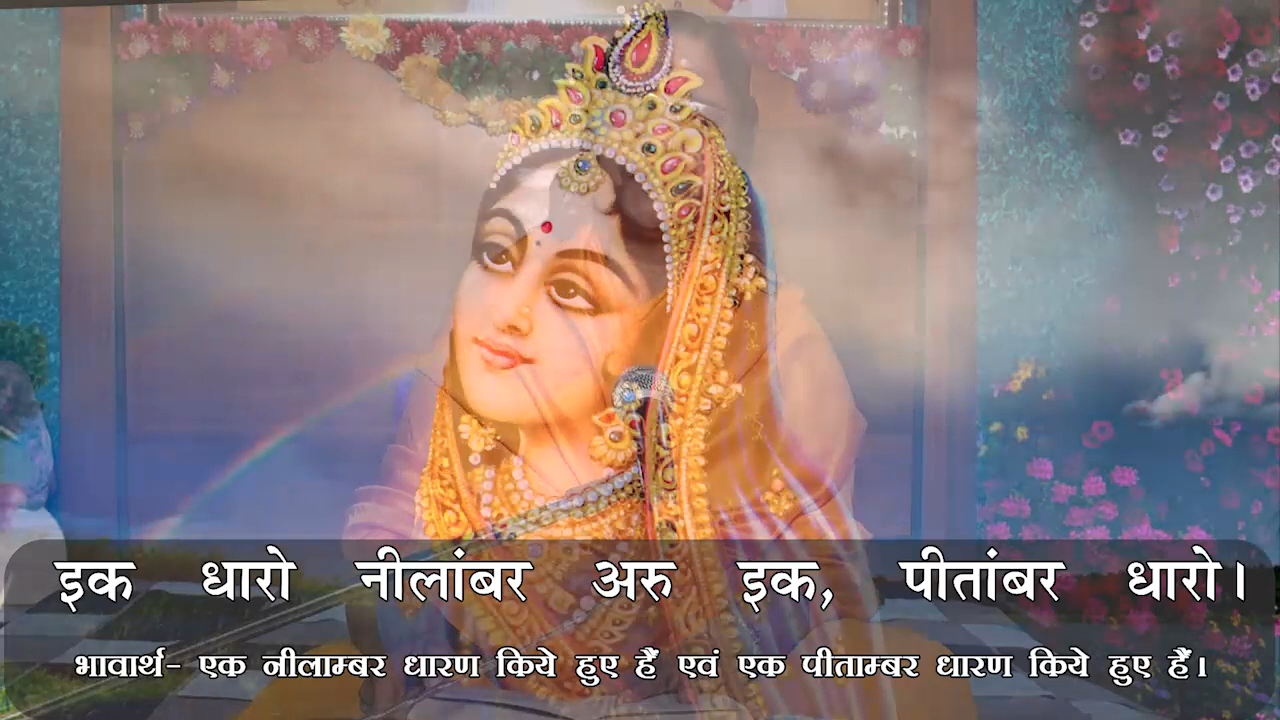 इक धारो नीलांबर अरु इक, पीतांबर धारो।
भावार्थ- एक नीलाम्बर धारण किये हुए हैं एवं एक पीताम्बर धारण किये हुए हैं।